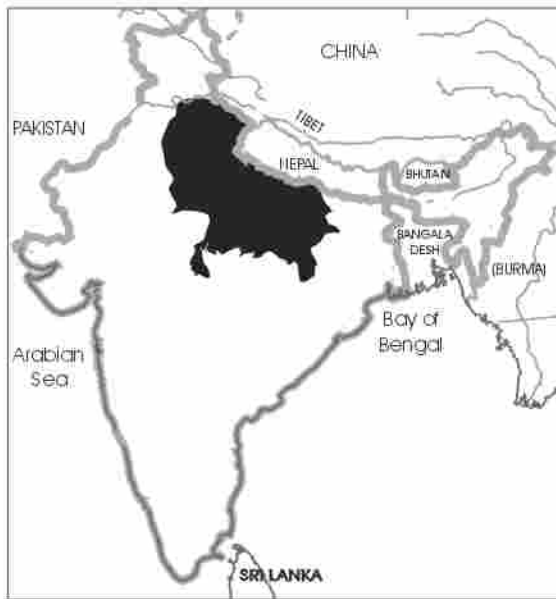 CHINA
PAKISTAN
TIBET
NEPAL
BHUTAN
BANGALA
DESH
(BURMA)
Bay of
Bengal
Arabian
Sea
SRI LANKA